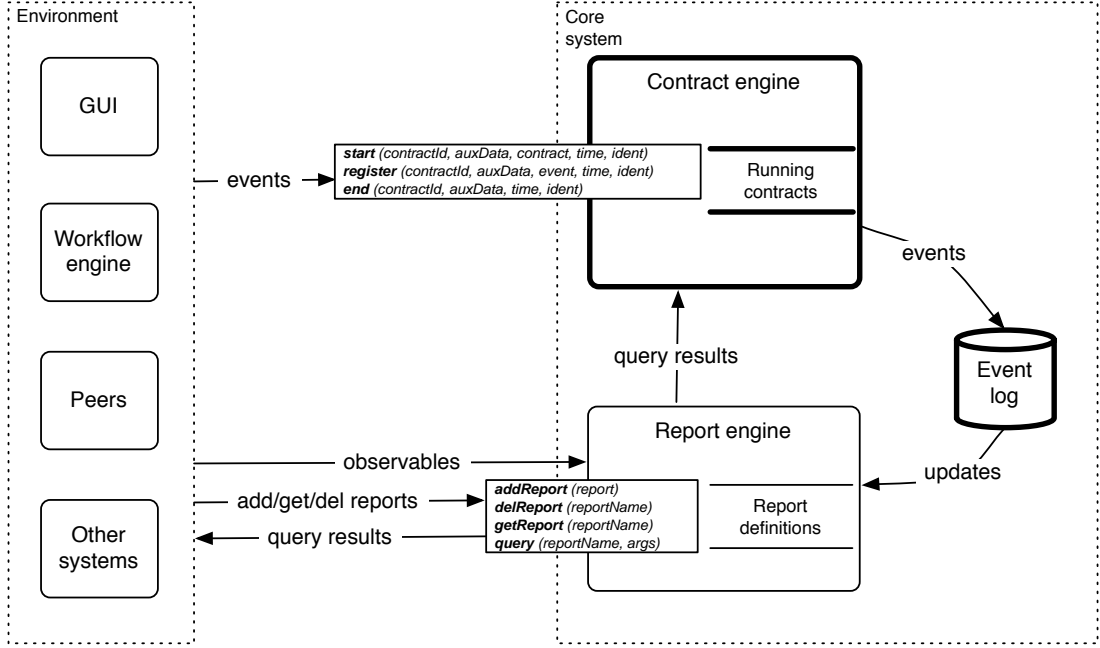 Environment
GUI
Workflow
engine
Peers
Other
systems
events
start (contractId, auxData, contract, time, ident)
register (contractId, auxData, event, time, ident)
end (contractId, auxData, time, ident)
observables
add/get/del reports
query results
Core
system
Contract engine
Running
contracts
events
Event
log
updates
query results
Report engine
addReport (report)
delReport (reportName)
getReport (reportName)
query (reportName, args)
Report
definitions